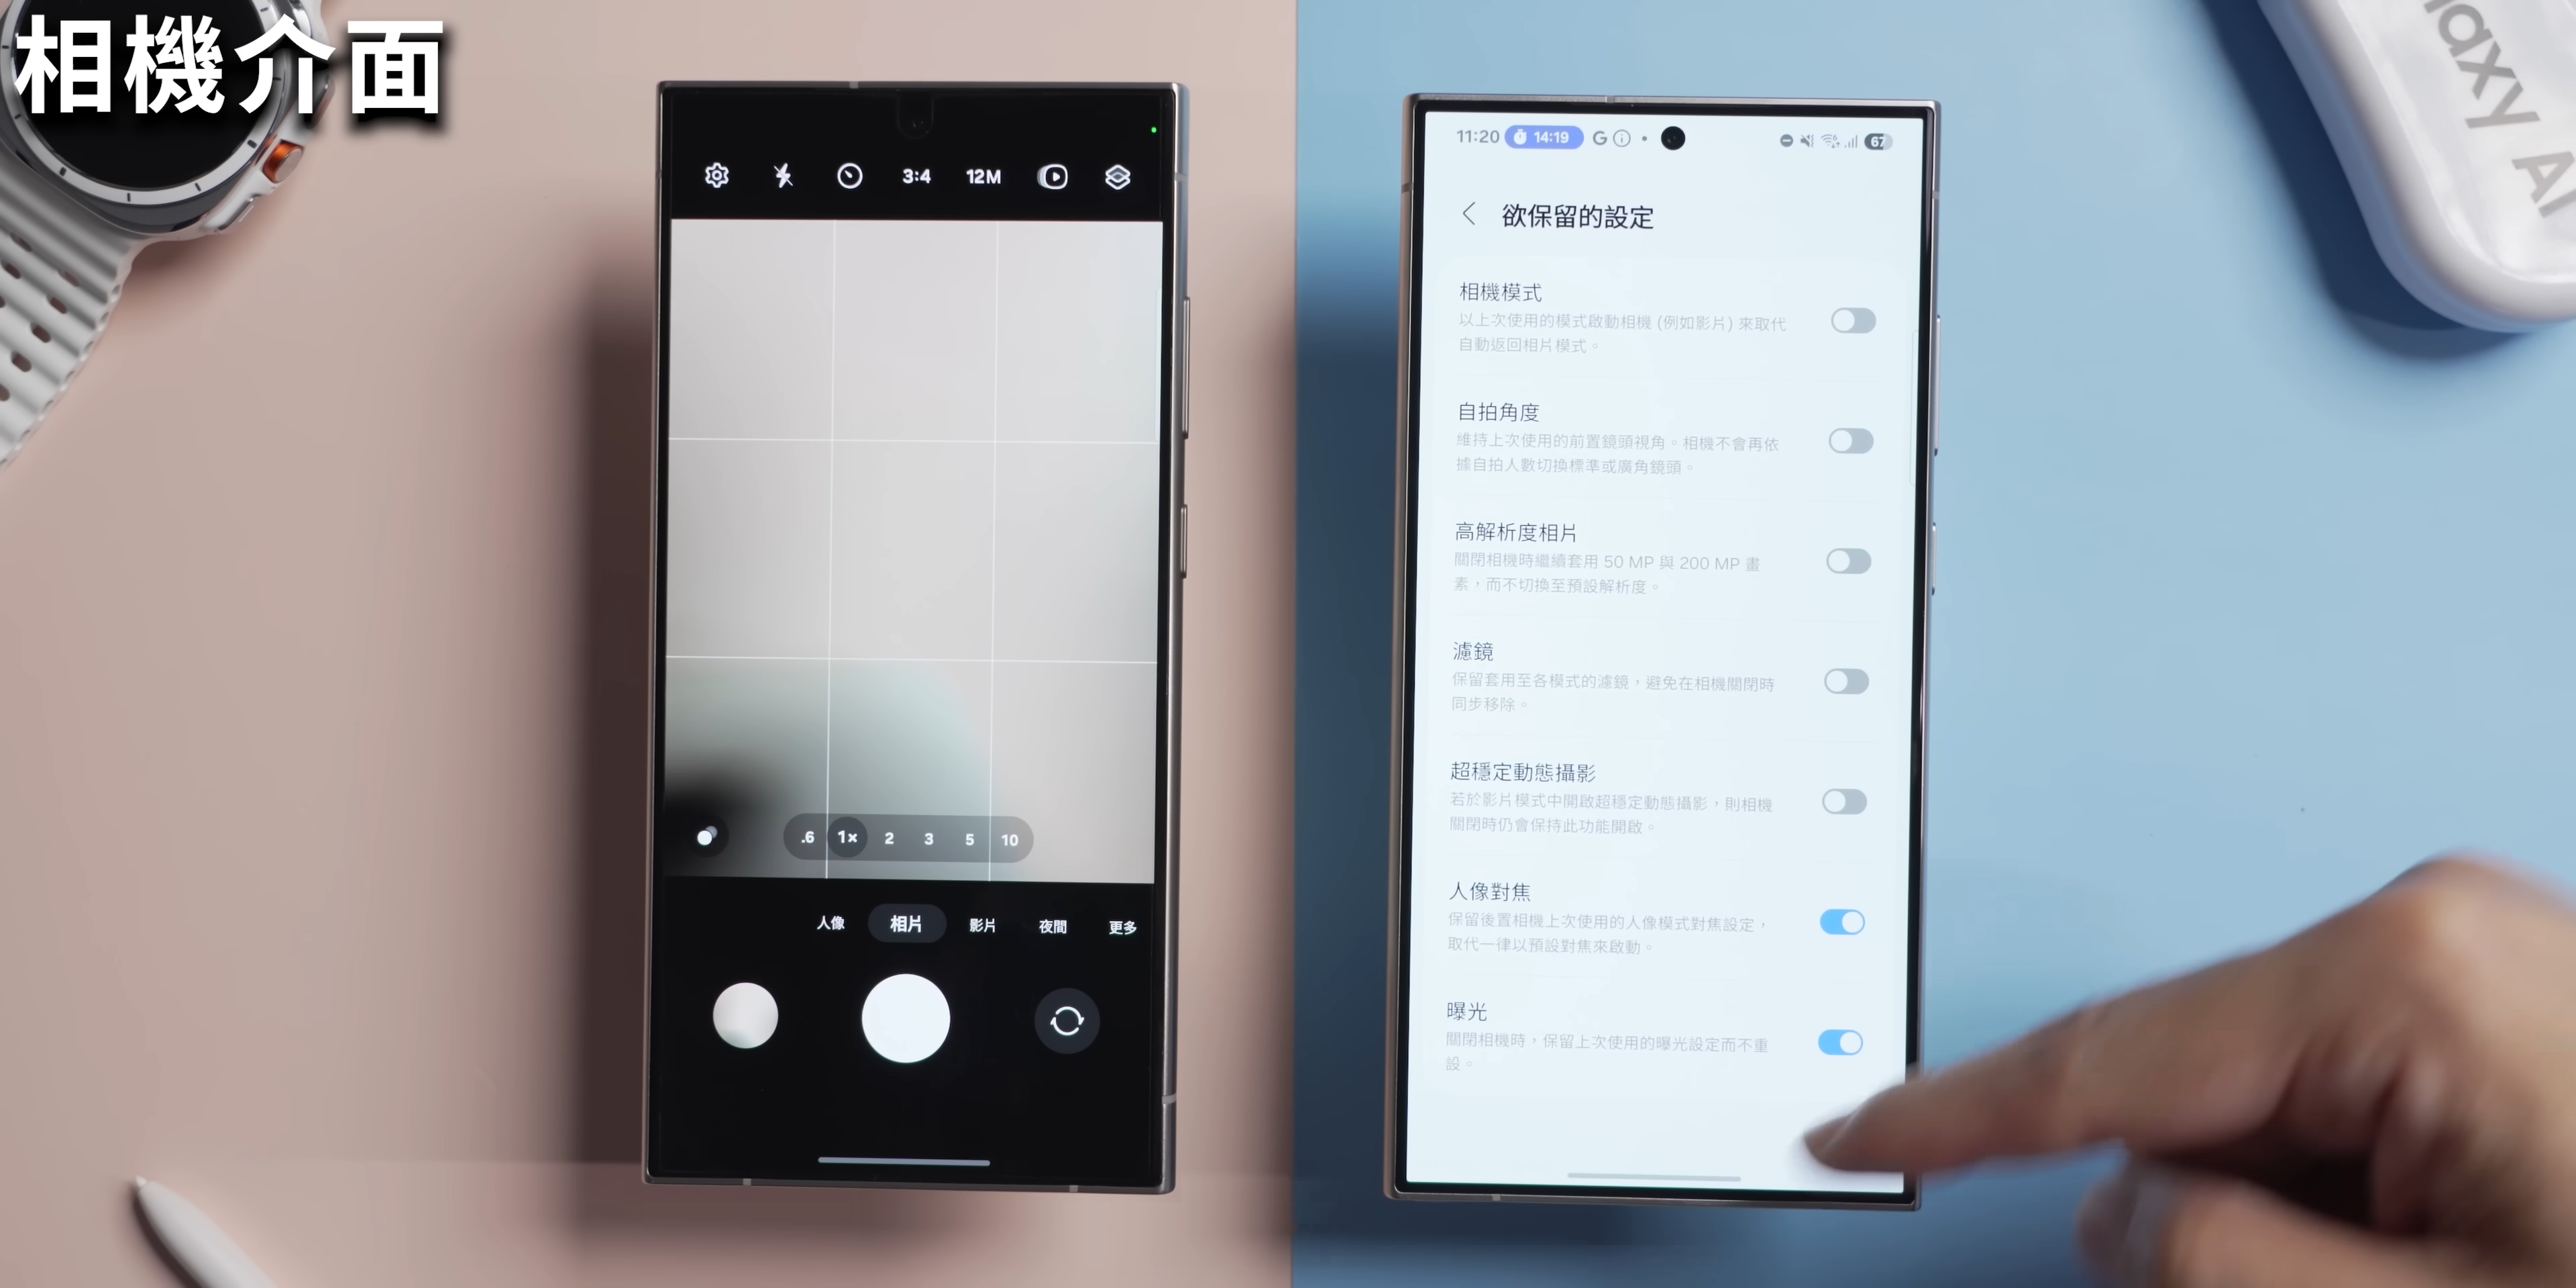 相機介面
3:4
12M
.6
1×
2
3
5
10
人像
相片
影片
夜間
更多
11:20
14:19
G
67
欲保留的設定
相機模式
以上次使用的模式啟動相機 (例如影片) 來取代
自動返回相片模式。
自拍角度
維持上次使用的前置鏡頭視角。相機不會再依
據自拍人數切換標準或廣角鏡頭。
高解析度相片
關閉相機時繼續套用 50 MP 與 200 MP 畫
素，而不切換至預設解析度。
濾鏡
保留套用至各模式的濾鏡，避免在相機關閉時
同步移除。
超穩定動態攝影
若於影片模式中開啟超穩定動態攝影，則相機
關閉時仍會保持此功能開啟。
人像對焦
保留後置相機上次使用的人像模式對焦設定，
取代一律以預設對焦來啟動。
曝光
關閉相機時，保留上次使用的曝光設定而不重
設。
laxy AI